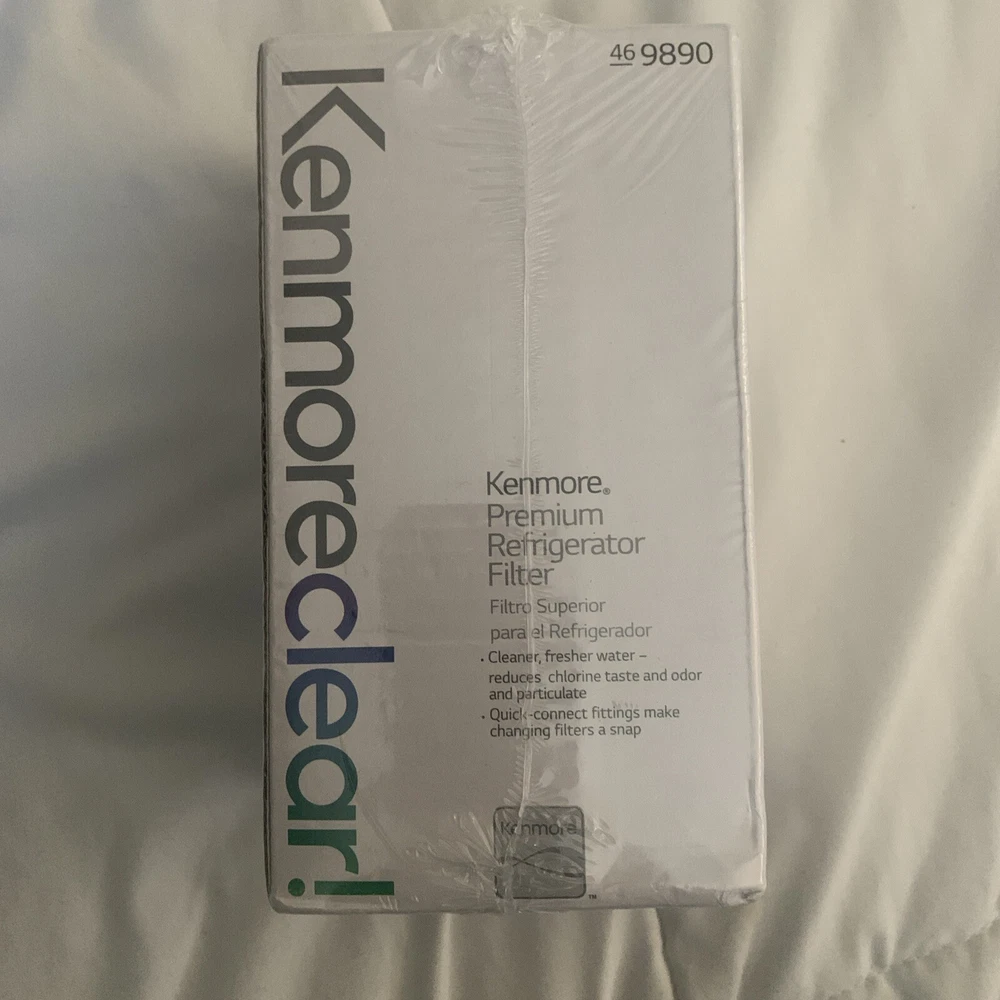 46 9890
Kenmoreclear!
Kenmore®
Premium
Refrigerator
Filter
Filtro Superior
para el Refrigerador
· Cleaner, fresher water –
reduces chlorine taste and odor
and particulate
· Quick-connect fittings make
changing filters a snap
Kenmore
™